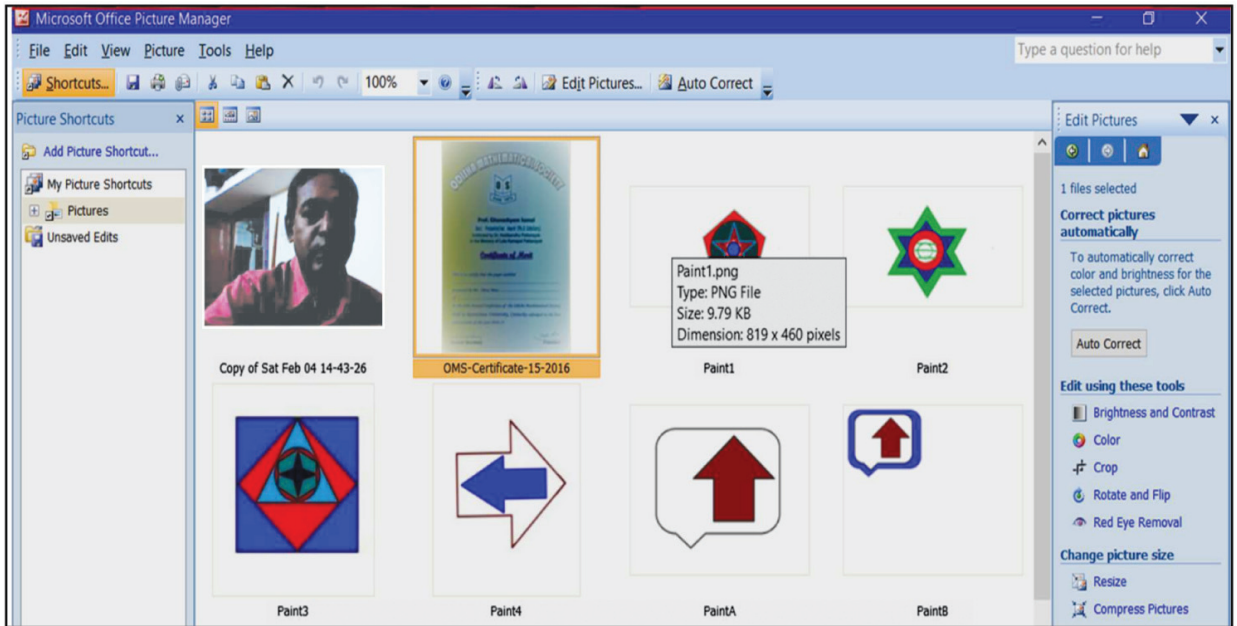 Microsoft Office Picture Manager
File Edit View Picture Tools Help
Type a question for help
Shortcuts... 100% Edit Pictures... Auto Correct
Picture Shortcuts
Add Picture Shortcut...
My Picture Shortcuts
Pictures
Unsaved Edits
Certificate of Merit
Paint1.png
Type: PNG File
Size: 9.79 KB
Dimension: 819 x 460 pixels
Copy of Sat Feb 04 14-43-26
OMS-Certificate-15-2016
Paint1
Paint2
Paint3
Paint4
PaintA
PaintB
Edit Pictures
1 files selected
Correct pictures
automatically
To automatically correct
color and brightness for the
selected pictures, click Auto
Correct.
Auto Correct
Edit using these tools
Brightness and Contrast
Color
Crop
Rotate and Flip
Red Eye Removal
Change picture size
Resize
Compress Pictures